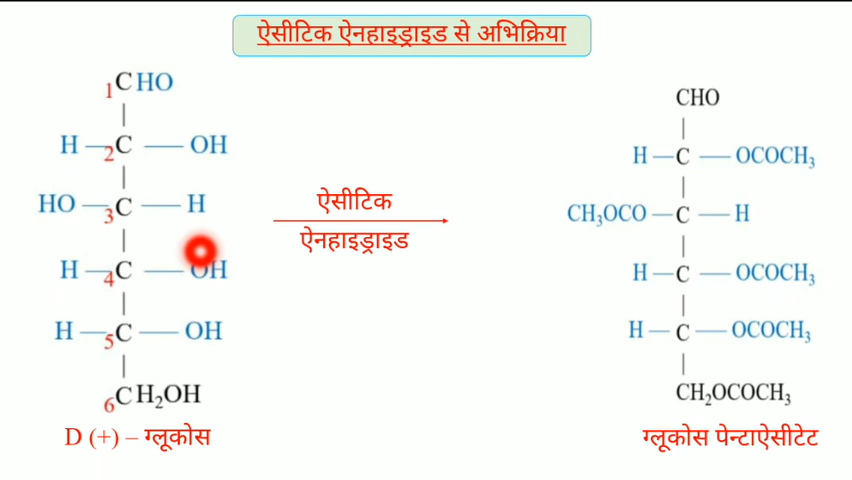 ऐसीटिक ऐनहाइड्राइड से अभिक्रिया
1CHO
H — 2C — OH
HO — 3C — H
H — 4C — OH
H — 5C — OH
6CH₂OH
D (+) – ग्लूकोस
ऐसीटिक
ऐनहाइड्राइड
CHO
H — C — OCOCH₃
CH₃OCO — C — H
H — C — OCOCH₃
H — C — OCOCH₃
CH₂OCOCH₃
ग्लूकोस पेन्टाऐसीटेट